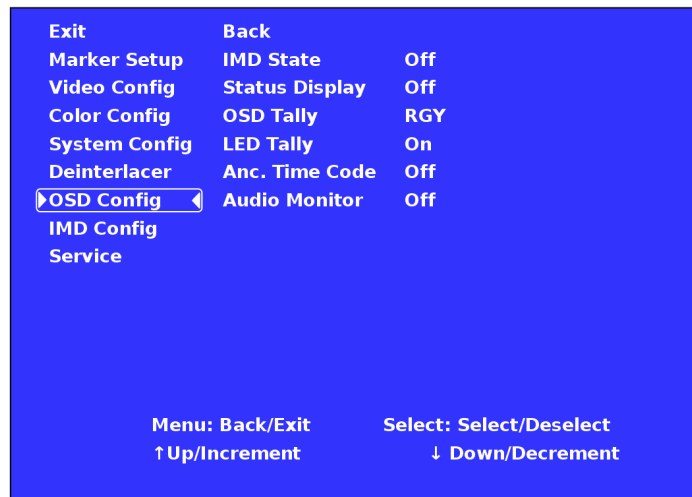 Exit Back
Marker Setup IMD State Off
Video Config Status Display Off
Color Config OSD Tally RGY
System Config LED Tally On
Deinterlacer Anc. Time Code Off
OSD Config Audio Monitor Off
IMD Config
Service
Menu: Back/Exit Select: Select/Deselect
↑Up/Increment ↓ Down/Decrement